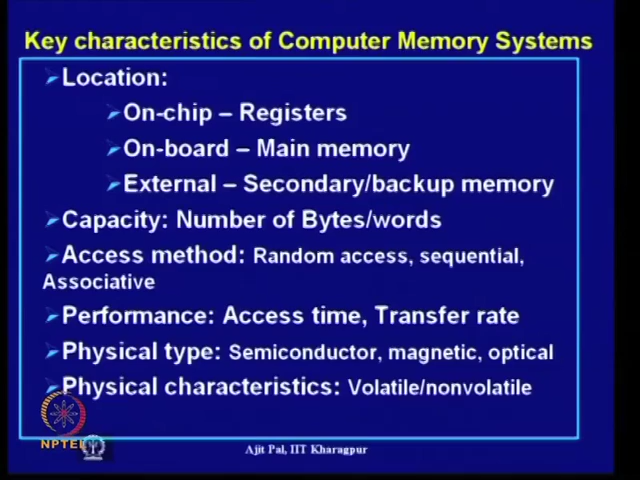 Key characteristics of Computer Memory Systems
Location:
On-chip – Registers
On-board – Main memory
External – Secondary/backup memory
Capacity: Number of Bytes/words
Access method: Random access, sequential,
Associative
Performance: Access time, Transfer rate
Physical type: Semiconductor, magnetic, optical
Physical characteristics: Volatile/nonvolatile
NPTEL
Ajit Pal, IIT Kharagpur